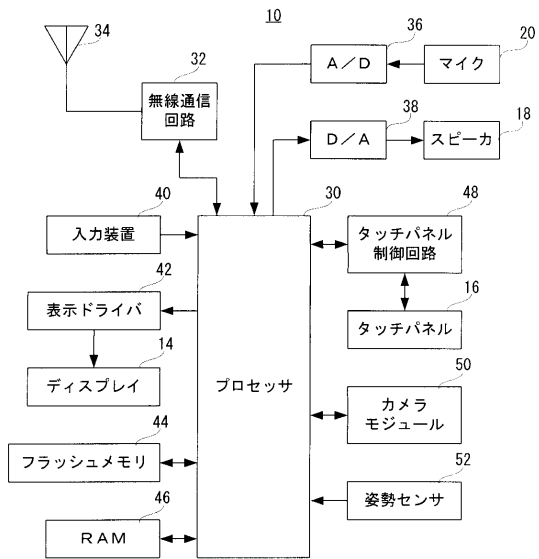 10
34
32
無線通信
回路
36
A／D
20
マイク
38
D／A
18
スピーカ
30
プロセッサ
40
入力装置
42
表示ドライバ
14
ディスプレイ
44
フラッシュメモリ
46
RAM
48
タッチパネル
制御回路
16
タッチパネル
50
カメラ
モジュール
52
姿勢センサ